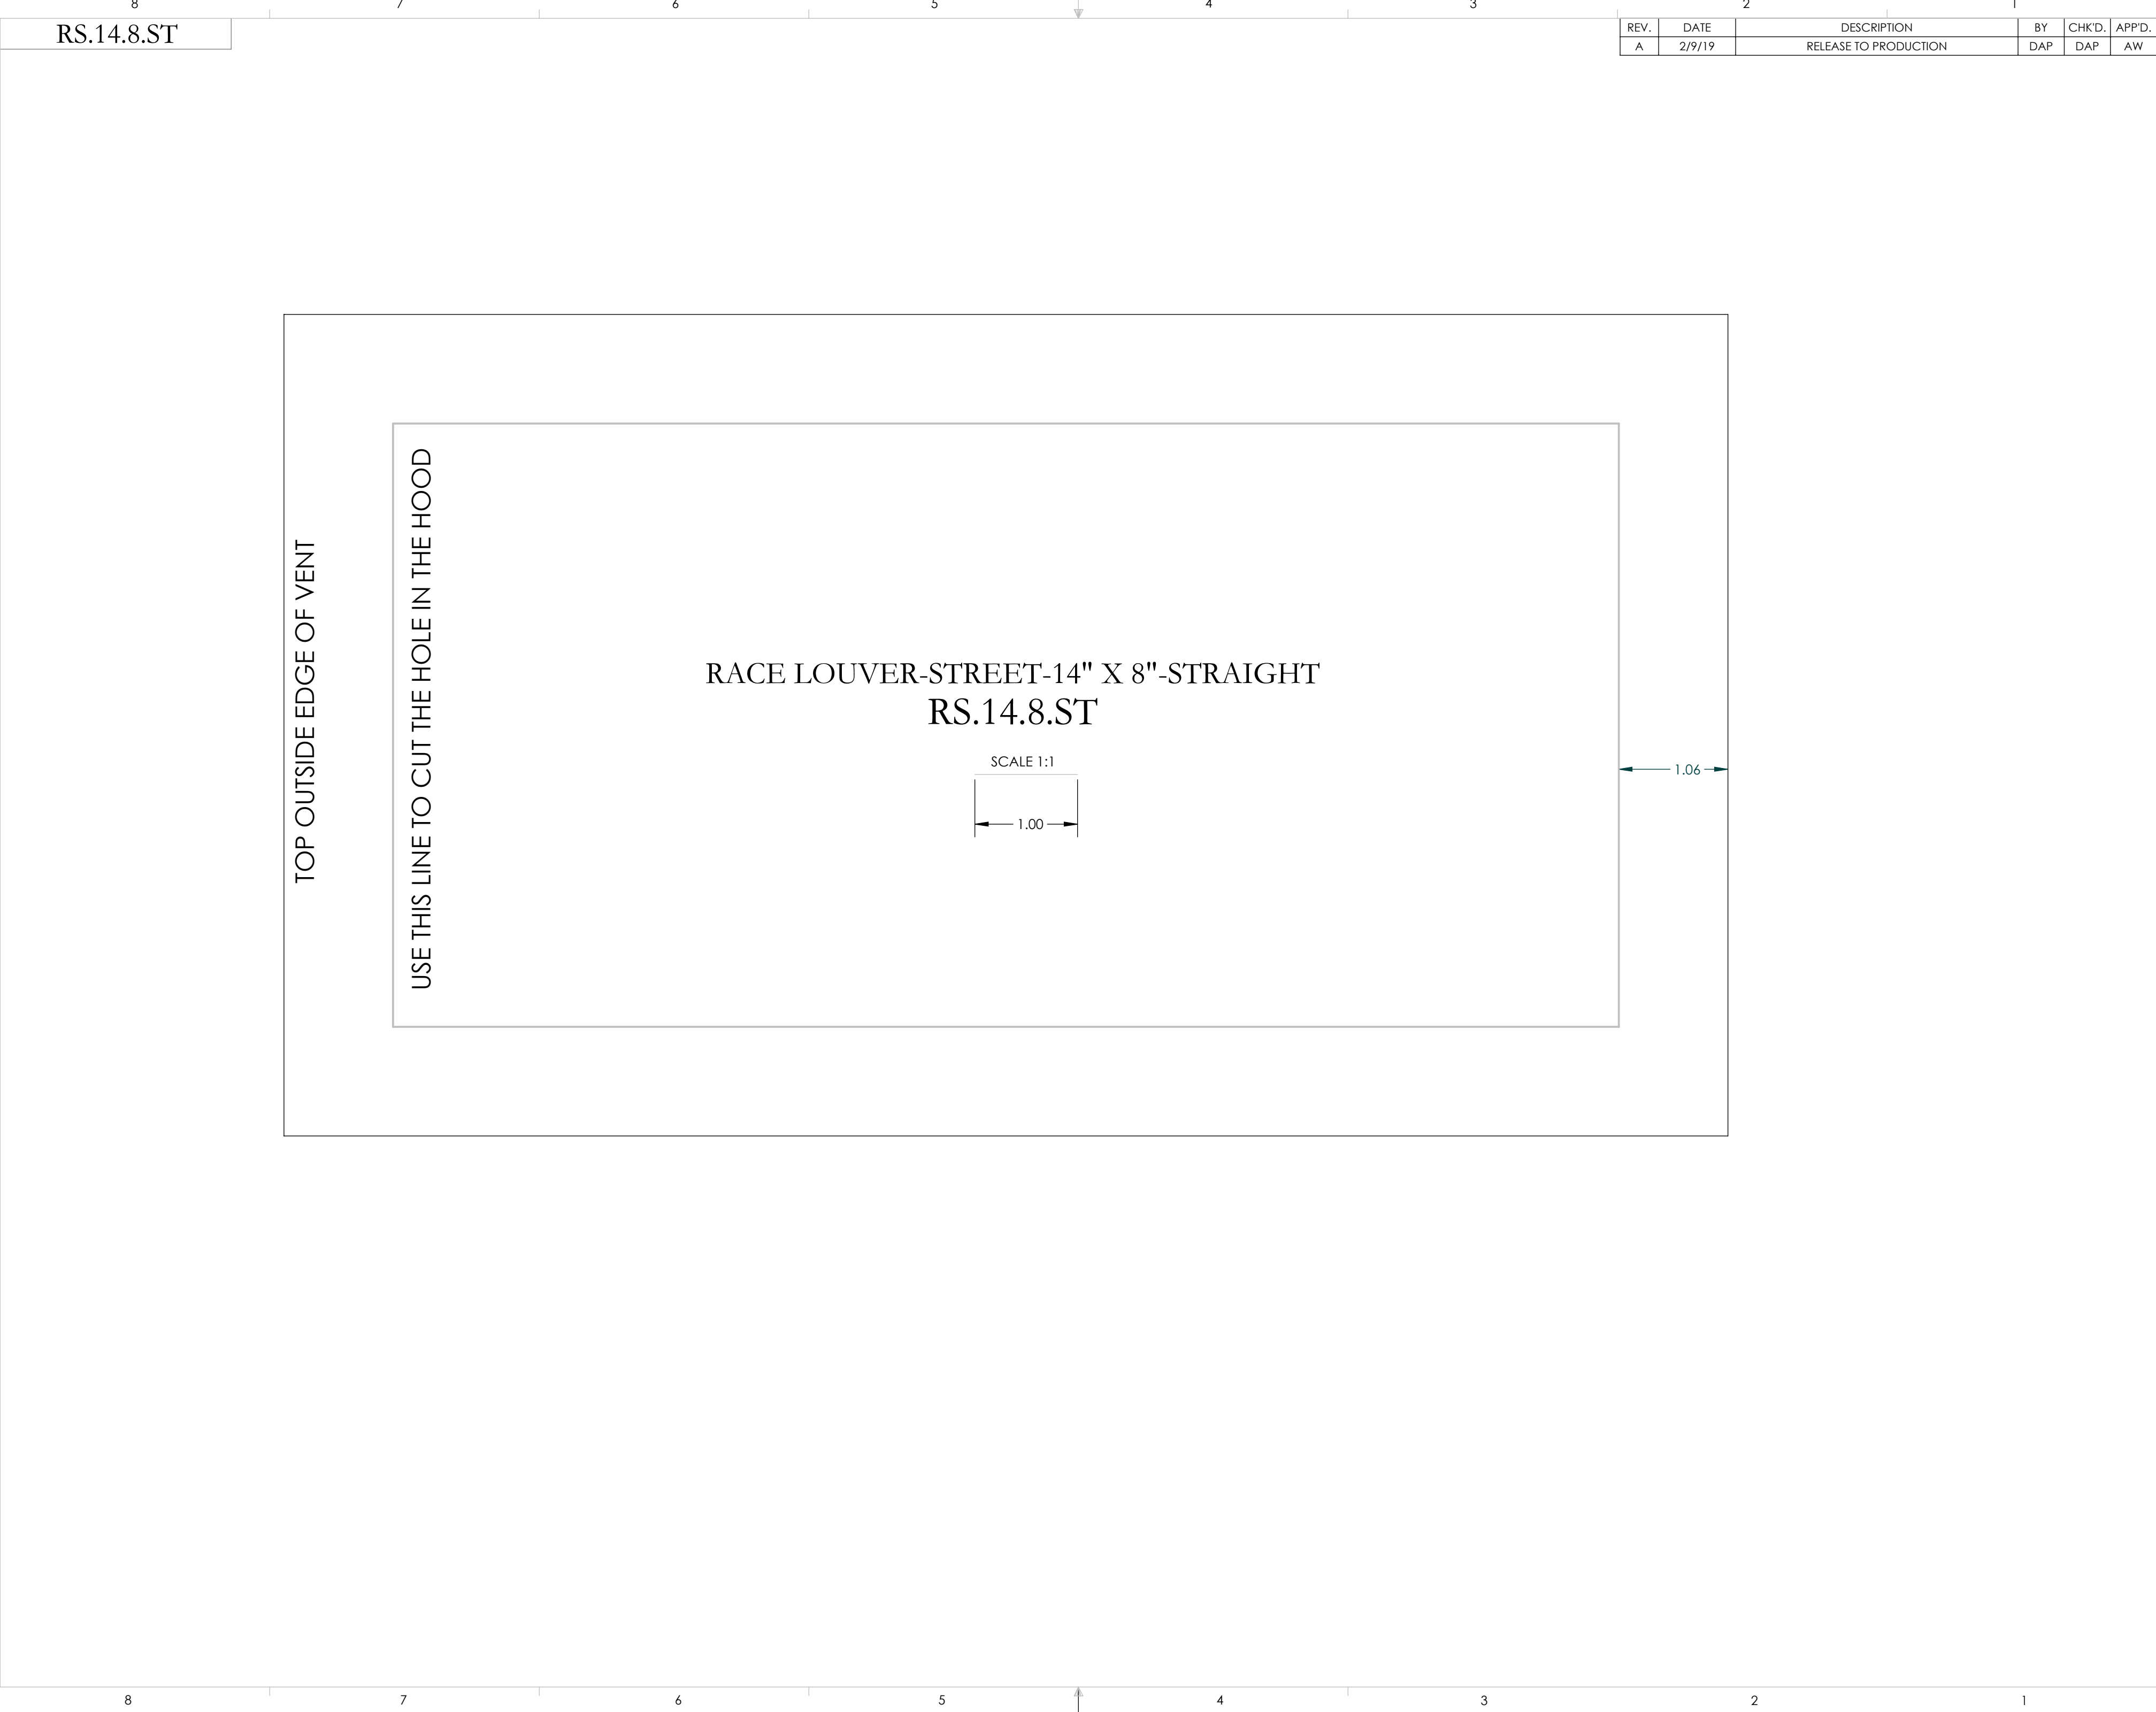 8 7 6 5 4 3 2 1
RS.14.8.ST
REV. DATE DESCRIPTION BY CHK'D. APP'D.
A 2/9/19 RELEASE TO PRODUCTION DAP DAP AW
TOP OUTSIDE EDGE OF VENT
USE THIS LINE TO CUT THE HOLE IN THE HOOD
RACE LOUVER-STREET-14" X 8"-STRAIGHT
RS.14.8.ST
SCALE 1:1
1.06
1.00
8 7 6 5 4 3 2 1